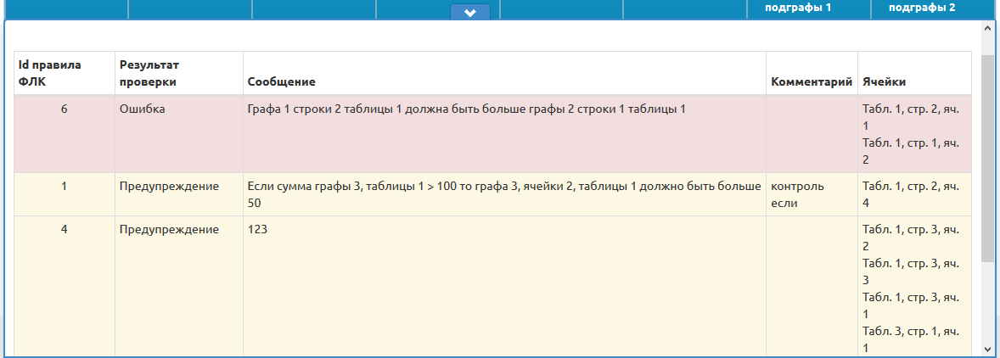 подграфы 1
подграфы 2
Id правила
ФЛК
Результат
проверки
Сообщение
Комментарий
Ячейки
6
Ошибка
Графа 1 строки 2 таблицы 1 должна быть больше графы 2 строки 1 таблицы 1
Табл. 1, стр. 2, яч.
1
Табл. 1, стр. 1, яч.
2
1
Предупреждение
Если сумма графы 3, таблицы 1 > 100 то графа 3, ячейки 2, таблицы 1 должно быть больше
50
контроль
если
Табл. 1, стр. 2, яч.
4
4
Предупреждение
123
Табл. 1, стр. 3, яч.
2
Табл. 1, стр. 3, яч.
3
Табл. 1, стр. 3, яч.
1
Табл. 3, стр. 1, яч.
1